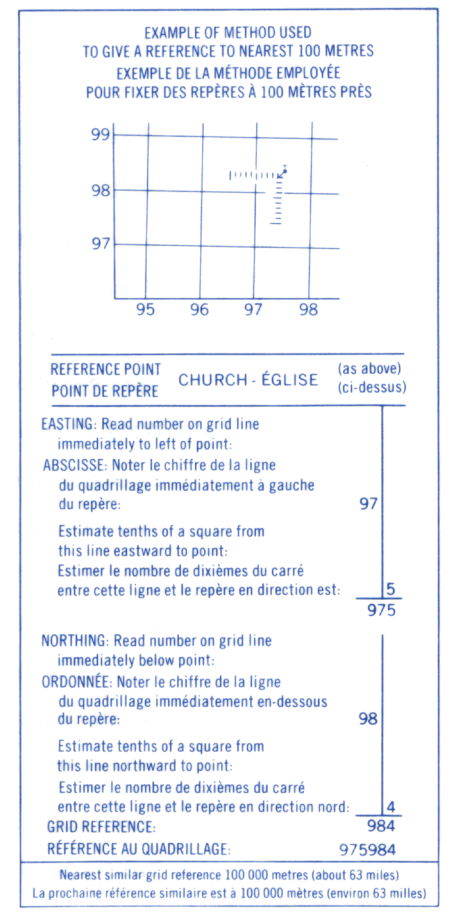 EXAMPLE OF METHOD USED
TO GIVE A REFERENCE TO NEAREST 100 METRES
EXEMPLE DE LA MÉTHODE EMPLOYÉE
POUR FIXER DES REPÈRES À 100 MÈTRES PRÈS
99
98
97
95 96 97 98
REFERENCE POINT
POINT DE REPÈRE
CHURCH - ÉGLISE
(as above)
(ci-dessus)
EASTING: Read number on grid line
immediately to left of point:
ABSCISSE: Noter le chiffre de la ligne
du quadrillage immédiatement à gauche
du repère: 97
Estimate tenths of a square from
this line eastward to point:
Estimer le nombre de dixièmes du carré
entre cette ligne et le repère en direction est: 5
975
NORTHING: Read number on grid line
immediately below point:
ORDONNÉE: Noter le chiffre de la ligne
du quadrillage immédiatement en-dessous
du repère: 98
Estimate tenths of a square from
this line northward to point:
Estimer le nombre de dixièmes du carré
entre cette ligne et le repère en direction nord: 4
GRID REFERENCE: 984
RÉFÉRENCE AU QUADRILLAGE: 975984
Nearest similar grid reference 100 000 metres (about 63 miles)
La prochaine référence similaire est à 100 000 mètres (environ 63 milles)